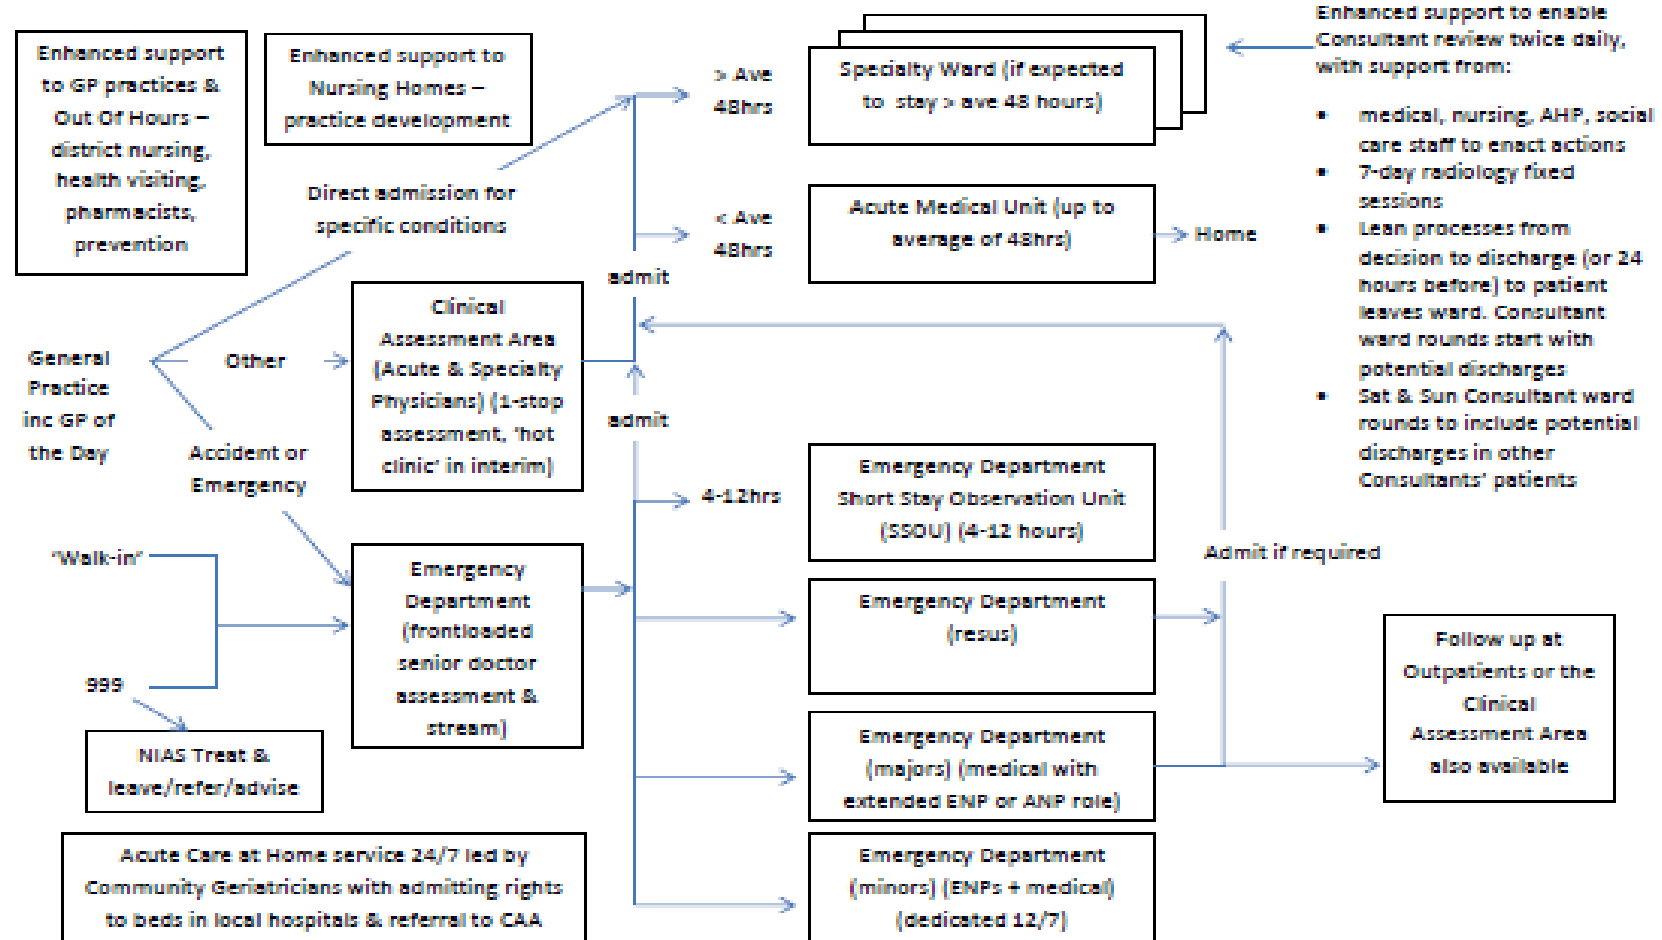 Enhanced support
to GP practices &
Out Of Hours –
district nursing,
health visiting,
pharmacists,
prevention
Enhanced support to
Nursing Homes –
practice development
Direct admission for
specific conditions
General
Practice
inc GP of
the Day
Other
Accident or
Emergency
"Walk-in"
999
NIAS Treat &
leave/refer/advise
Acute Care at Home service 24/7 led by
Community Geriatricians with admitting rights
to beds in local hospitals & referral to CAA
Clinical
Assessment Area
(Acute & Specialty
Physicians) (1-stop
assessment, 'hot
clinic' in interim)
Emergency
Department
(frontloaded
senior doctor
assessment &
stream)
> Ave
48hrs
< Ave
48hrs
admit
admit
4-12hrs
Specialty Ward (if expected
to stay > ave 48 hours)
Acute Medical Unit (up to
average of 48hrs)
Home
Emergency Department
Short Stay Observation Unit
(SSOU) (4-12 hours)
Emergency Department
(resus)
Emergency Department
(majors) (medical with
extended ENP or ANP role)
Emergency Department
(minors) (ENPs + medical)
(dedicated 12/7)
Admit if required
Follow up at
Outpatients or the
Clinical
Assessment Area
also available
Enhanced support to enable
Consultant review twice daily,
with support from:
• medical, nursing, AHP, social
care staff to enact actions
• 7-day radiology fixed
sessions
• Lean processes from
decision to discharge (or 24
hours before) to patient
leaves ward. Consultant
ward rounds start with
potential discharges
• Sat & Sun Consultant ward
rounds to include potential
discharges in other
Consultants' patients